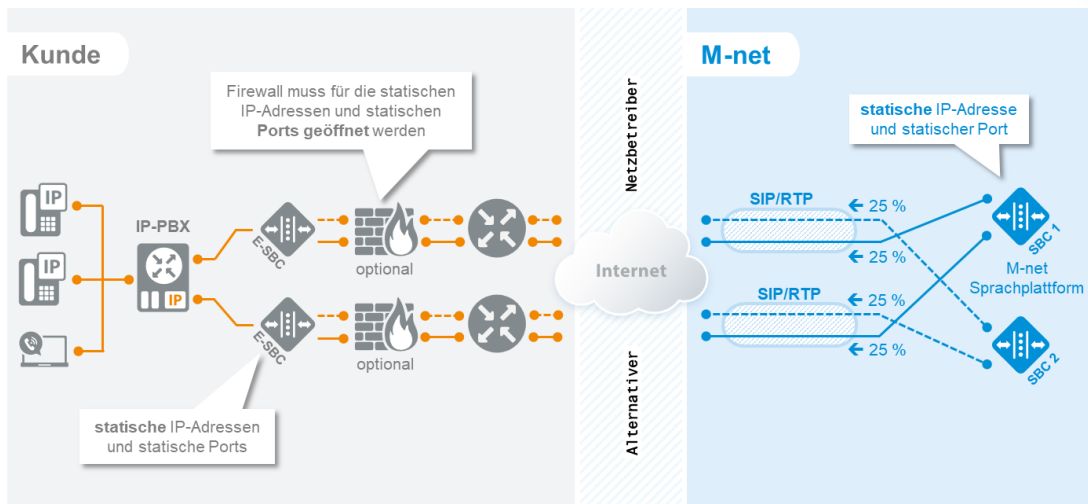 Kunde
M-net
Firewall muss für die statischen
IP-Adressen und statischen
Ports geöffnet werden
statische IP-Adresse
und statischer Port
Alternativer Netzbetreiber
IP
IP
IP-PBX
IP
E-SBC
optional
E-SBC
optional
statische IP-Adressen
und statische Ports
Internet
SIP/RTP
← 25 %
← 25 %
SIP/RTP
← 25 %
← 25 %
SBC 1
M-net
Sprachplattform
SBC 2